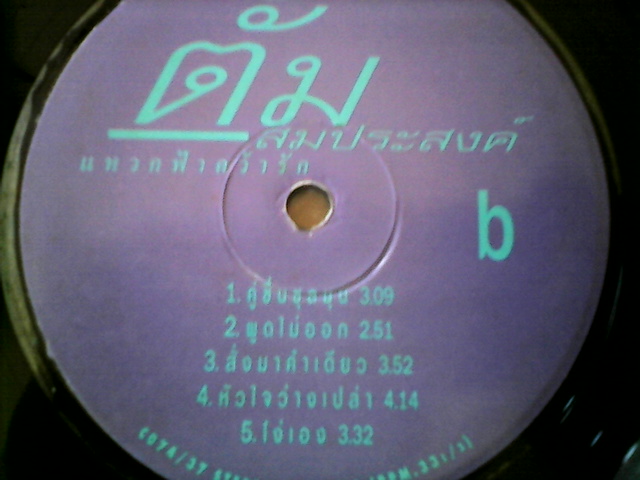 ตั้ม
สมประสงค์
แหวกฟ้าคว้ารัก
b
1. คู่ชื่นชุลมุน 3.09
2. พูดไม่ออก 2.51
3. สั่งมาคำเดียว 3.52
4. หัวใจว่างเปล่า 4.14
5. โง่เอง 3.32